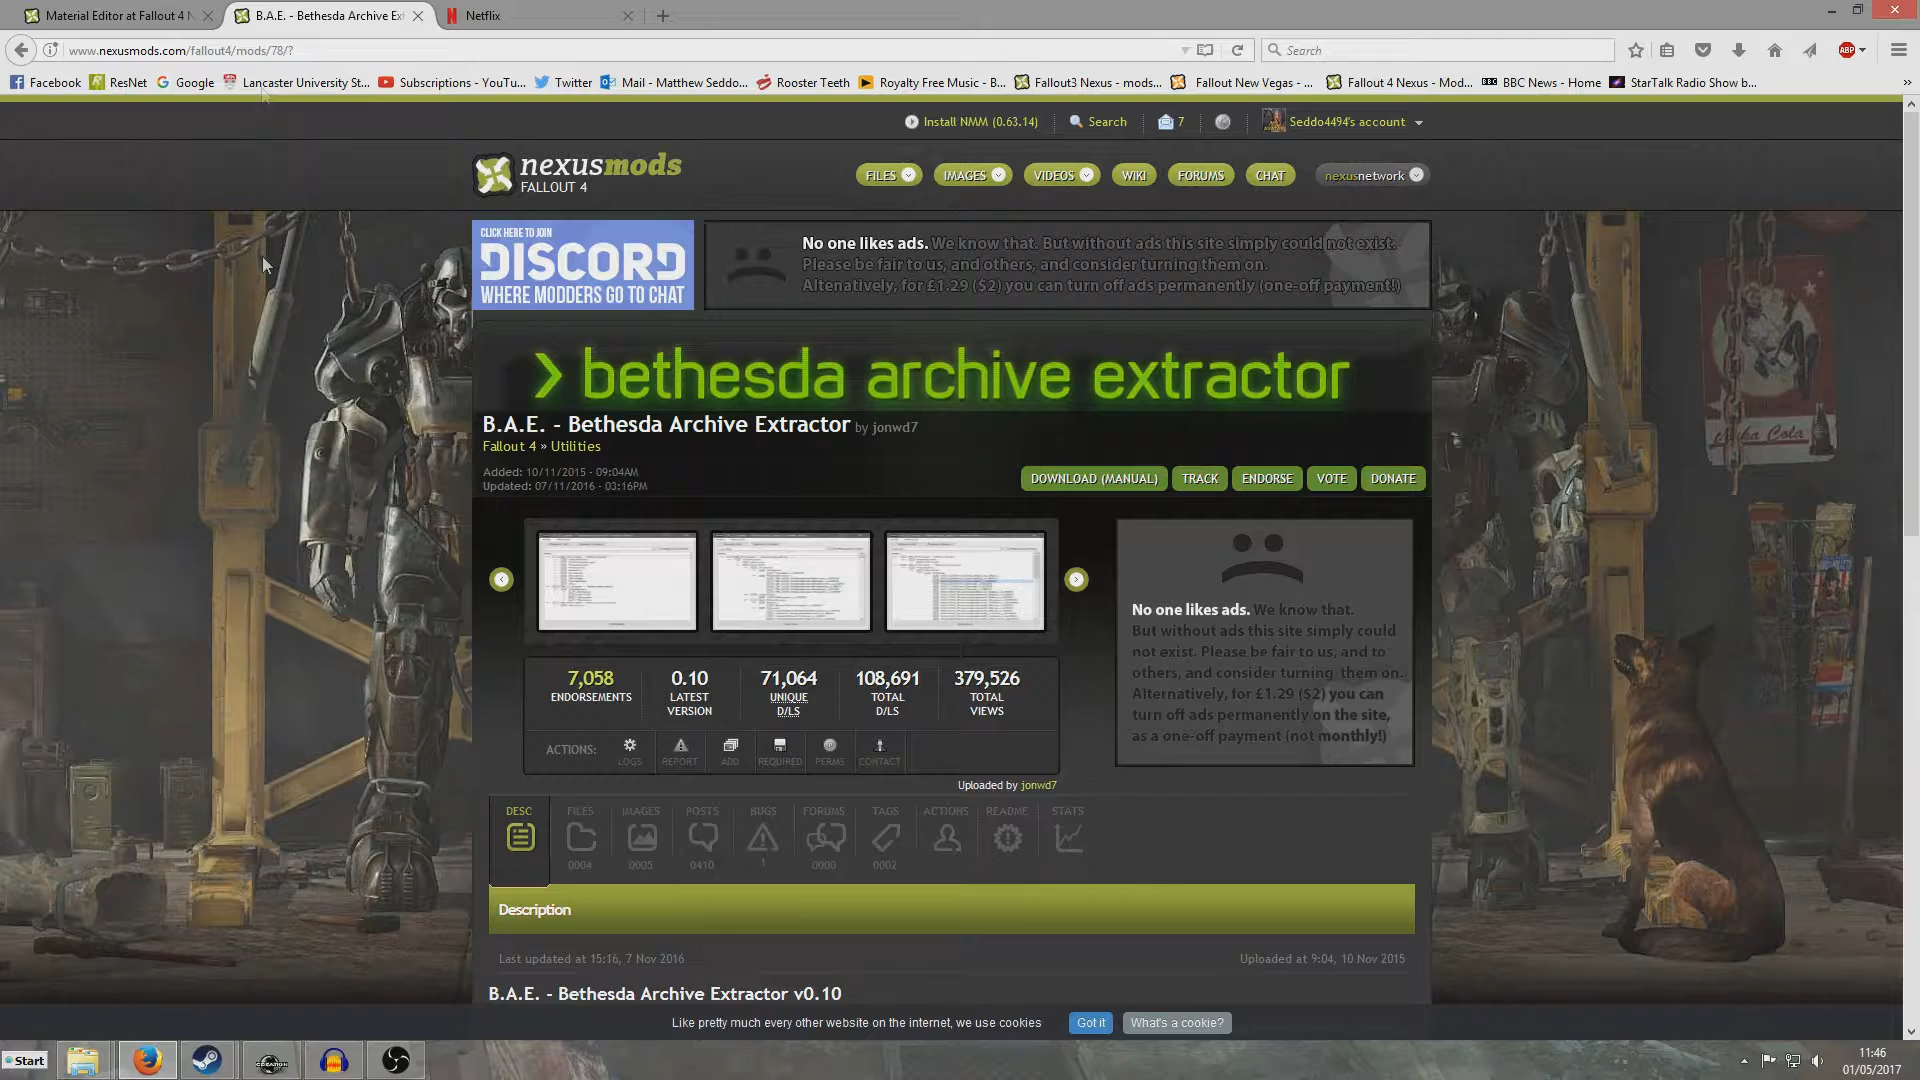 Material Editor at Fallout 4 N
B.A.E. - Bethesda Archive Ext
Netflix
www.nexusmods.com/fallout4/mods/78/?
Search
ABP
Facebook
ResNet
Google
Lancaster University St...
Subscriptions - YouTu...
Twitter
Mail - Matthew Seddo...
Rooster Teeth
Royalty Free Music - B...
Fallout3 Nexus - mods...
Fallout New Vegas - ...
Fallout 4 Nexus - Mod...
BBC News - Home
StarTalk Radio Show b...
Install NMM (0.63.14)
Search
7
Seddo4494's account
nexusmods
FALLOUT 4
FILES
IMAGES
VIDEOS
WIKI
FORUMS
CHAT
nexusnetwork
CLICK HERE TO JOIN
DISCORD
WHERE MODDERS GO TO CHAT
No one likes ads. We know that. But without ads this site simply could not exist.
Please be fair to us, and others, and consider turning them on.
Altenatively, for £1.29 ($2) you can turn off ads permanently (one-off payment!)
> bethesda archive extractor
B.A.E. - Bethesda Archive Extractor by jonwd7
Fallout 4 » Utilities
Added: 10/11/2015 - 09:04AM
Updated: 07/11/2016 - 03:16PM
DOWNLOAD (MANUAL)
TRACK
ENDORSE
VOTE
DONATE
No one likes ads. We know that.
But without ads this site simply could
not exist. Please be fair to us, and to
others, and consider turning them on.
Alternatively, for £1.29 ($2) you can
turn off ads permanently on the site,
as a one-off payment (not monthly!)
7,058
ENDORSEMENTS
0.10
LATEST
VERSION
71,064
UNIQUE
D/LS
108,691
TOTAL
D/LS
379,526
TOTAL
VIEWS
ACTIONS:
LOGS
REPORT
ADD
REQUIRED
PERMS
CONTACT
Uploaded by jonwd7
DESC
FILES
0004
IMAGES
0005
POSTS
0410
BUGS
1
FORUMS
0000
TAGS
0002
ACTIONS
README
STATS
Description
Last updated at 15:16, 7 Nov 2016
Uploaded at 9:04, 10 Nov 2015
B.A.E. - Bethesda Archive Extractor v0.10
Like pretty much every other website on the internet, we use cookies
Got it
What's a cookie?
Start
CREATION
11:46
01/05/2017